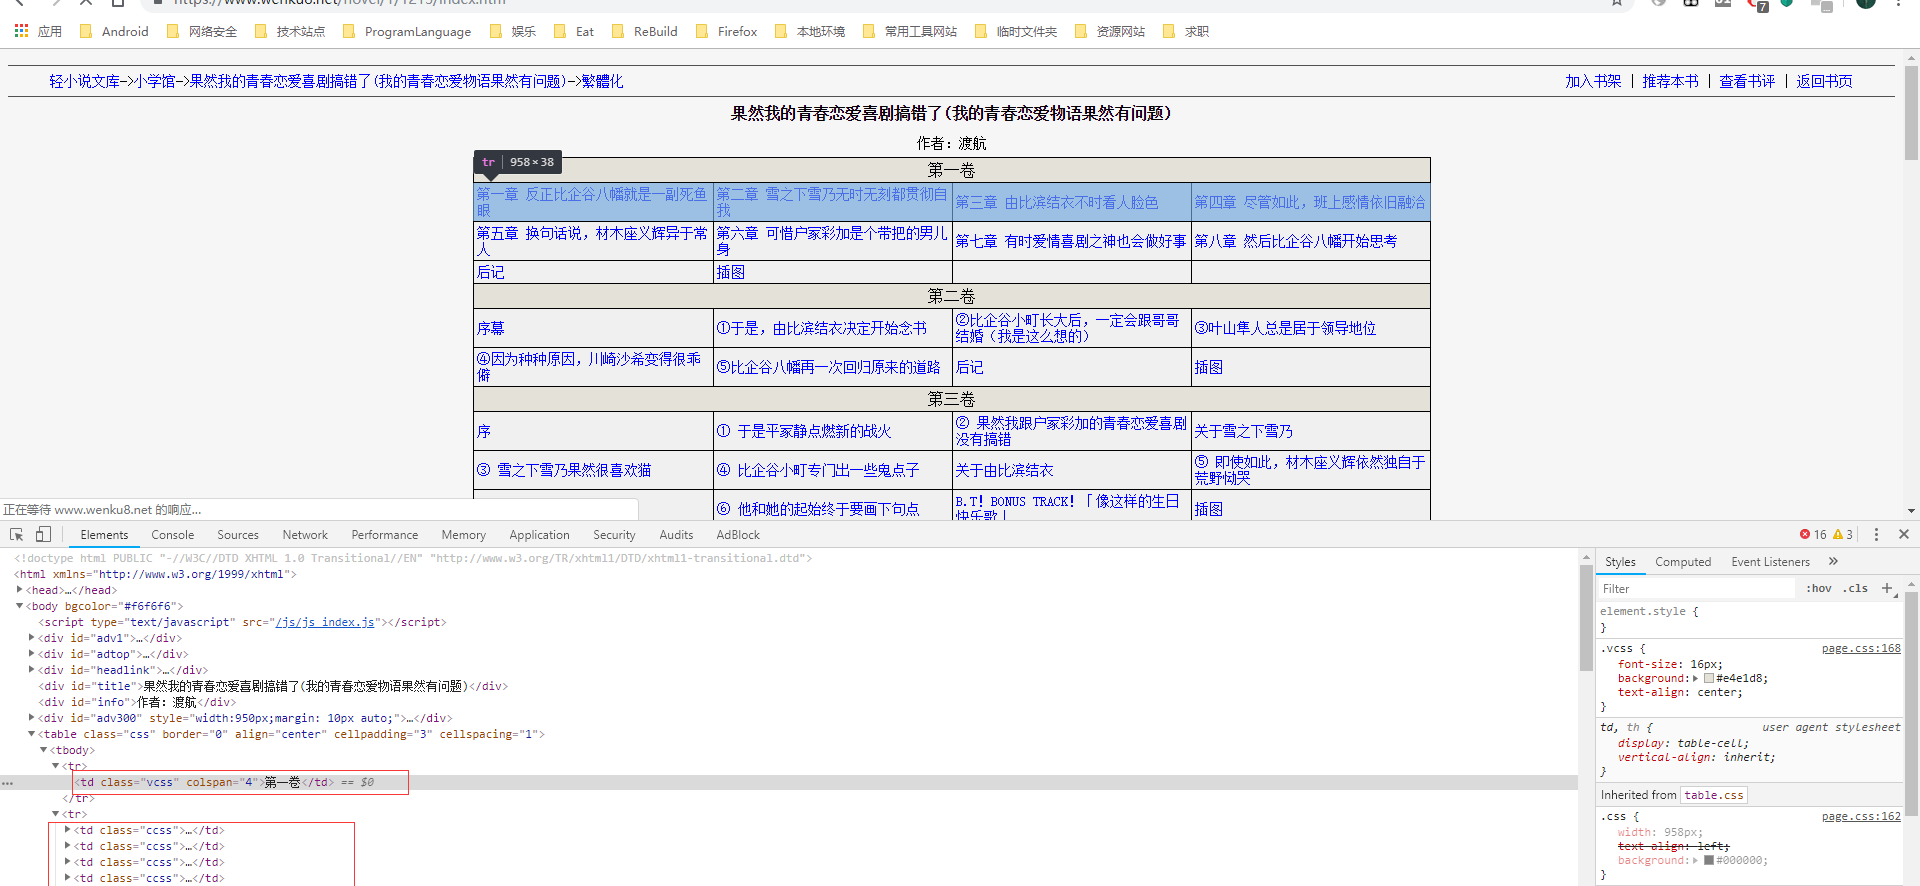 https://www.wenku8.net/novel/1/1213/index.htm
应用 Android 网络安全 技术站点 ProgramLanguage 娱乐 Eat ReBuild Firefox 本地环境 常用工具网站 临时文件夹 资源网站 求职
轻小说文库->小学馆->果然我的青春恋爱喜剧搞错了(我的青春恋爱物语果然有问题)->繁體化 加入书架 | 推荐本书 | 查看书评 | 返回书页
果然我的青春恋爱喜剧搞错了(我的青春恋爱物语果然有问题)
作者：渡航
tr 958×38
第一卷
第一章 反正比企谷八幡就是一副死鱼眼 第二章 雪之下雪乃无时无刻都贯彻自我 第三章 由比滨结衣不时看人脸色 第四章 尽管如此，班上感情依旧融洽
第五章 换句话说，材木座义辉异于常人 第六章 可惜户冢彩加是个带把的男儿身 第七章 有时爱情喜剧之神也会做好事 第八章 然后比企谷八幡开始思考
后记 插图
第二卷
序幕 ①于是，由比滨结衣决定开始念书 ②比企谷小町长大后，一定会跟哥哥结婚（我是这么想的） ③叶山隼人总是居于领导地位
④因为种种原因，川崎沙希变得很乖僻 ⑤比企谷八幡再一次回归原来的道路 后记 插图
第三卷
序 ① 于是平冢静点燃新的战火 ② 果然我跟户冢彩加的青春恋爱喜剧没有搞错 关于雪之下雪乃
③ 雪之下雪乃果然很喜欢猫 ④ 比企谷小町专门出一些鬼点子 关于由比滨结衣 ⑤ 即使如此，材木座义辉依然独自于荒野恸哭
⑥ 他和她的起始终于要画下句点 B.T! BONUS TRACK!「像这样的生日快乐歌」 插图
正在等待 www.wenku8.net 的响应...
Elements Console Sources Network Performance Memory Application Security Audits AdBlock 16 3
<!doctype html PUBLIC "-//W3C//DTD XHTML 1.0 Transitional//EN" "http://www.w3.org/TR/xhtml1/DTD/xhtml1-transitional.dtd">
<html xmlns="http://www.w3.org/1999/xhtml">
<head>…</head>
<body bgcolor="#f6f6f6">
<script type="text/javascript" src="/js/js_index.js"></script>
<div id="adv1">…</div>
<div id="adtop">…</div>
<div id="headlink">…</div>
<div id="title">果然我的青春恋爱喜剧搞错了(我的青春恋爱物语果然有问题)</div>
<div id="info">作者：渡航</div>
<div id="adv300" style="width:950px;margin: 10px auto;">…</div>
<table class="css" border="0" align="center" cellpadding="3" cellspacing="1">
<tbody>
<tr>
<td class="vcss" colspan="4">第一卷</td> == $0
</tr>
<tr>
<td class="ccss">…</td>
<td class="ccss">…</td>
<td class="ccss">…</td>
<td class="ccss">…</td>
Styles Computed Event Listeners »
Filter :hov .cls +
element.style {
}
.vcss { page.css:168
font-size: 16px;
background: #e4e1d8;
text-align: center;
}
td, th { user agent stylesheet
display: table-cell;
vertical-align: inherit;
}
Inherited from table.css
.css { page.css:162
width: 958px;
text-align: left;
background: #000000;
}